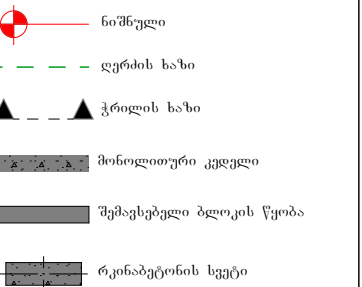 ნიშნული
ღერძის ხაზი
ჭრილის ხაზი
მონოლითური კედელი
შემავსებელი ბლოკის წყობა
რკინაბეტონის სვეტი